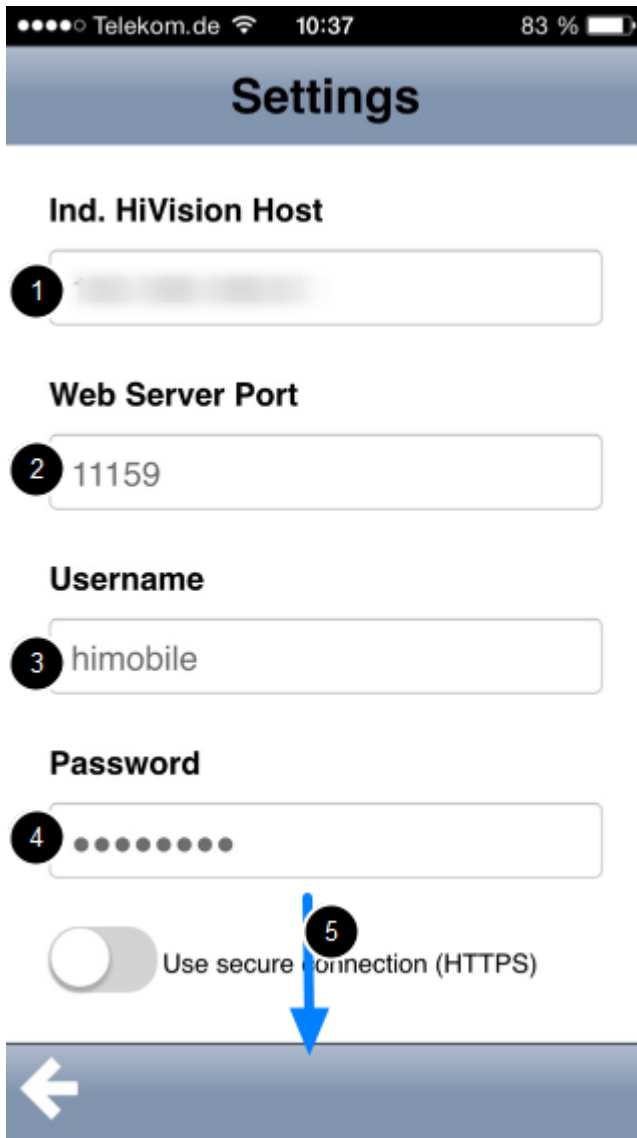 Telekom.de 10:37 83 %
Settings
Ind. HiVision Host
1
Web Server Port
2 11159
Username
3 himobile
Password
4 ••••••••
5
Use secure connection (HTTPS)